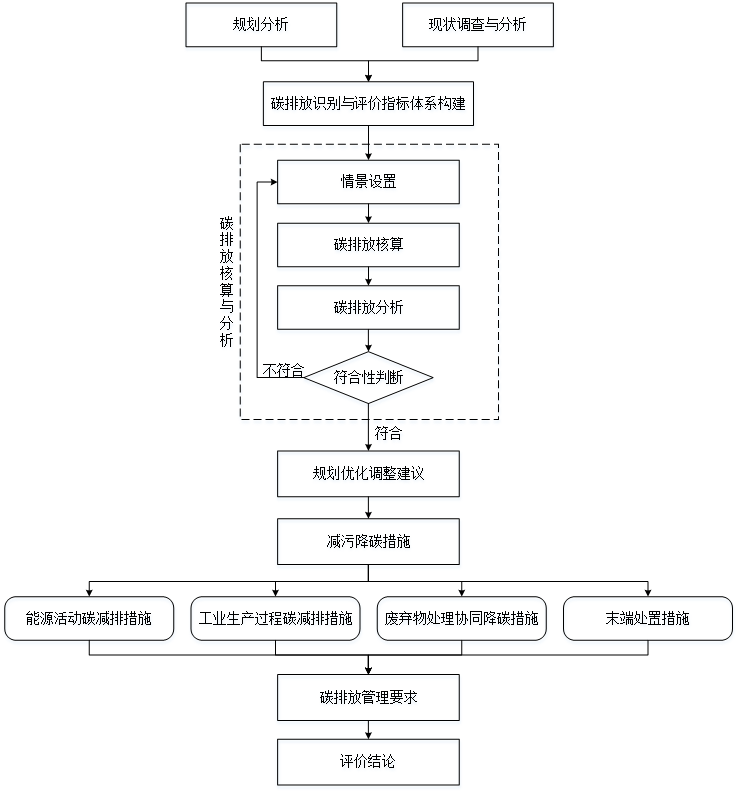 规划分析
现状调查与分析
碳排放识别与评价指标体系构建
碳排放核算与分析
情景设置
碳排放核算
碳排放分析
不符合
符合性判断
符合
规划优化调整建议
减污降碳措施
能源活动碳减排措施
工业生产过程碳减排措施
废弃物处理协同降碳措施
末端处置措施
碳排放管理要求
评价结论